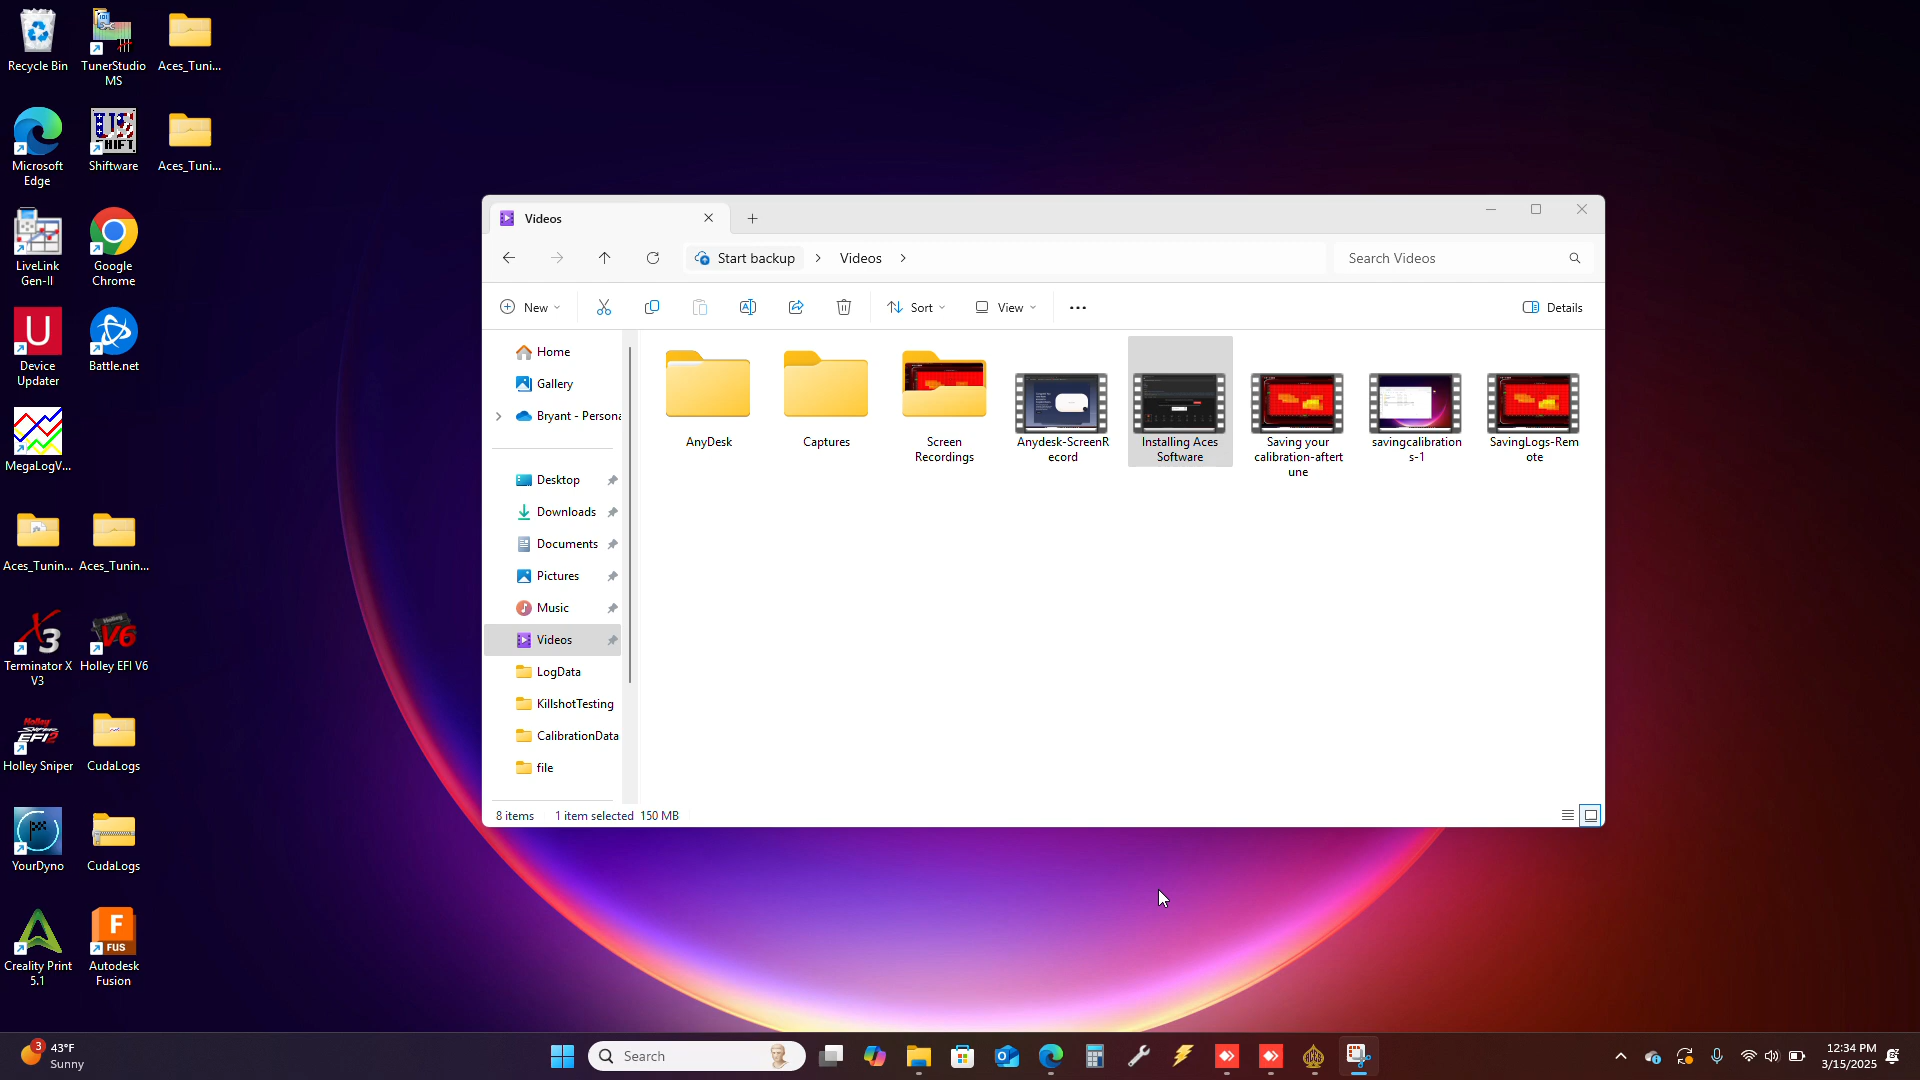 Recycle Bin
TunerStudio
MS
Aces_Tuni...
Microsoft
Edge
Shiftware
Aces_Tuni...
LiveLink
Gen-II
Google
Chrome
Device
Updater
Battle.net
MegaLogV...
Aces_Tunin...
Aces_Tunin...
Terminator X
V3
Holley EFI V6
Holley Sniper
CudaLogs
YourDyno
CudaLogs
Creality Print
5.1
Autodesk
Fusion
Videos
Start backup
Videos
Search Videos
New
Sort
View
Details
Home
Gallery
Bryant - Persona
Desktop
Downloads
Documents
Pictures
Music
Videos
LogData
KillshotTesting
CalibrationData
file
AnyDesk
Captures
Screen
Recordings
Anydesk-ScreenR
ecord
Installing Aces
Software
Saving your
calibration-aftert
une
savingcalibration
s-1
SavingLogs-Rem
ote
8 items 1 item selected 150 MB
3
43°F
Sunny
Search
12:34 PM
3/15/2025